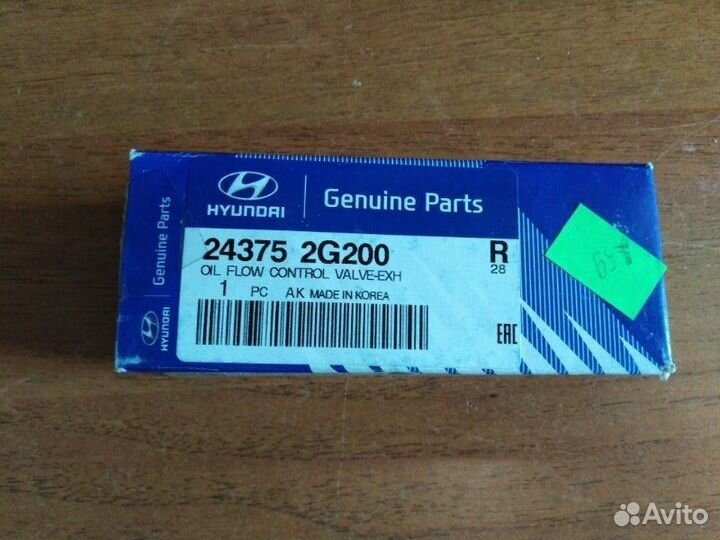 HYUNDAI
Genuine Parts
24375 2G200
R
28
OIL FLOW CONTROL VALVE-EXH
1 PC AK MADE IN KOREA
EAC
Genuine Parts
HYUNDAI
Avito